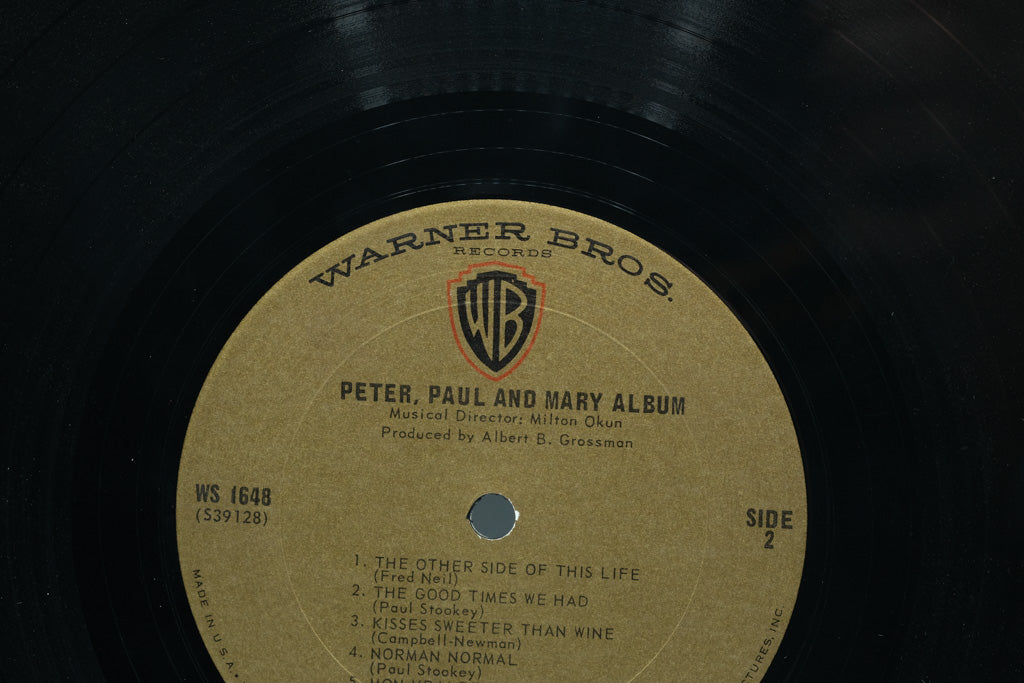 WARNER BROS.
RECORDS
WB
PETER, PAUL AND MARY ALBUM
Musical Director: Milton Okun
Produced by Albert B. Grossman
WS 1648
(S39128)
SIDE
2
1. THE OTHER SIDE OF THIS LIFE
(Fred Neil)
2. THE GOOD TIMES WE HAD
(Paul Stookey)
3. KISSES SWEETER THAN WINE
(Campbell-Newman)
4. NORMAN NORMAL
(Paul Stookey)
5.
MADE IN U.S.A.
INC.